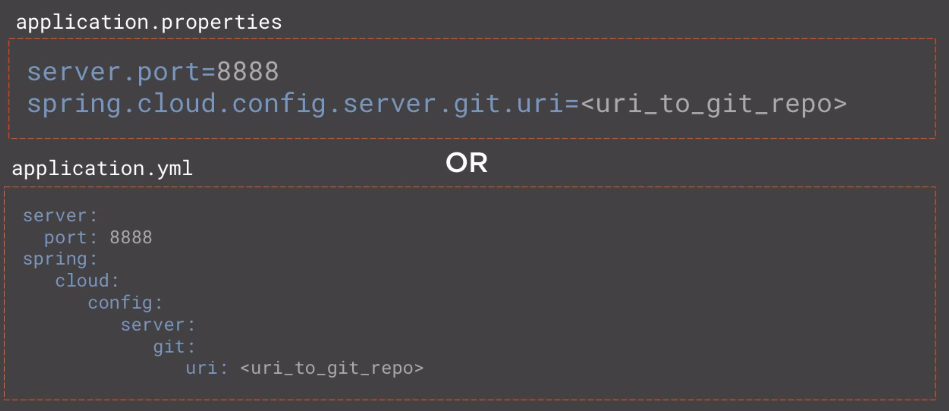 application.properties
server.port=8888
spring.cloud.config.server.git.uri=<uri_to_git_repo>
OR
application.yml
server:
  port: 8888
spring:
   cloud:
      config:
         server:
            git:
               uri: <uri_to_git_repo>